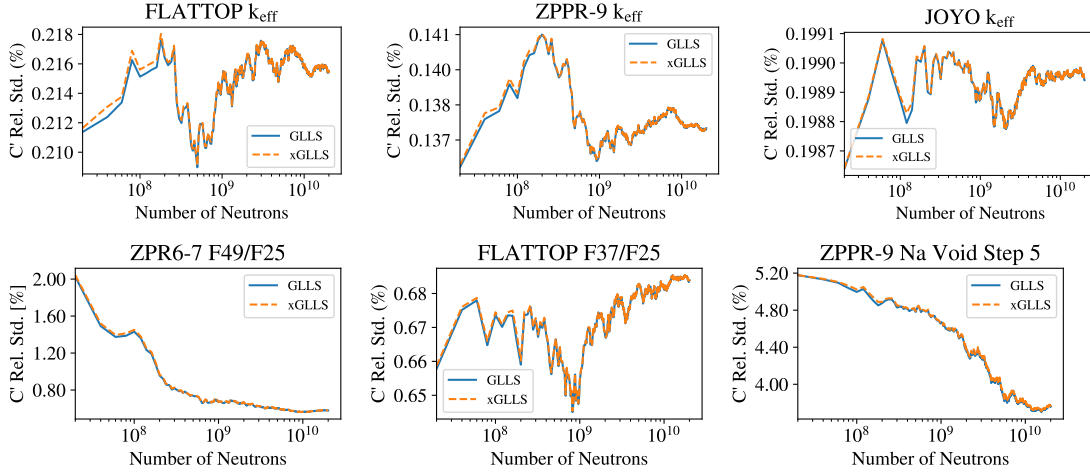 FLATTOP k_eff
C' Rel. Std. (%)
0.218
0.216
0.214
0.212
0.210
GLLS
xGLLS
10^8
10^9
10^10
Number of Neutrons
ZPPR-9 k_eff
C' Rel. Std. (%)
0.141
0.140
0.138
0.137
GLLS
xGLLS
10^8
10^9
10^10
Number of Neutrons
JOYO k_eff
C' Rel. Std. (%)
0.1991
0.1990
0.1989
0.1988
0.1987
GLLS
xGLLS
10^8
10^9
10^10
Number of Neutrons
ZPR6-7 F49/F25
C' Rel. Std. [%]
2.00
1.60
1.20
0.80
GLLS
xGLLS
10^8
10^9
10^10
Number of Neutrons
FLATTOP F37/F25
C' Rel. Std. (%)
0.68
0.67
0.66
0.65
GLLS
xGLLS
10^8
10^9
10^10
Number of Neutrons
ZPPR-9 Na Void Step 5
C' Rel. Std. (%)
5.20
4.80
4.40
4.00
GLLS
xGLLS
10^8
10^9
10^10
Number of Neutrons